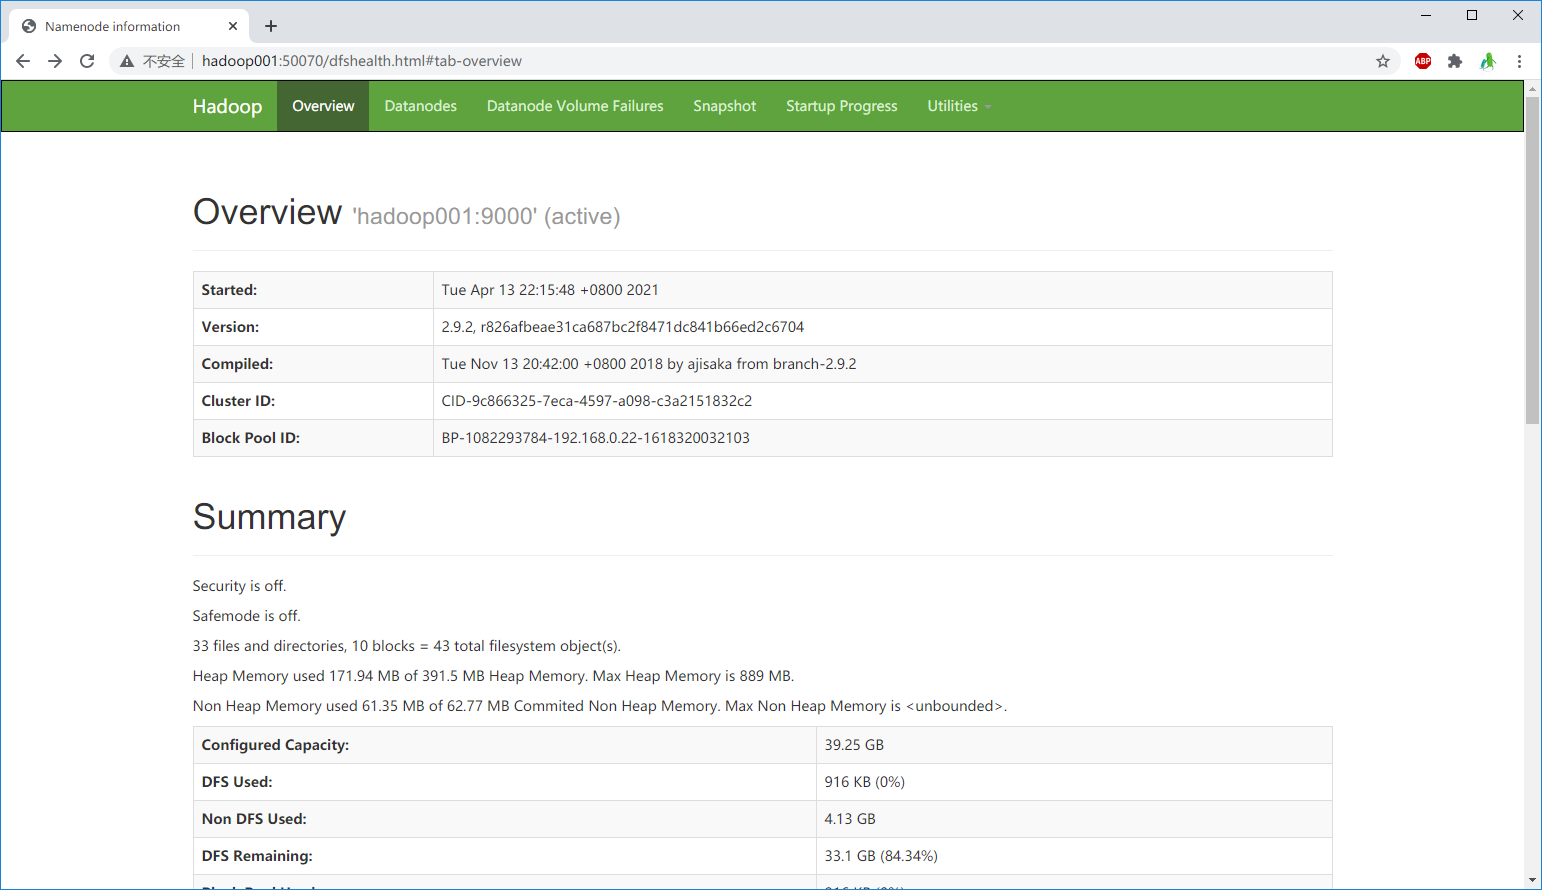 Namenode information
不安全 hadoop001:50070/dfshealth.html#tab-overview
ABP
Hadoop Overview Datanodes Datanode Volume Failures Snapshot Startup Progress Utilities
Overview 'hadoop001:9000' (active)
Started: Tue Apr 13 22:15:48 +0800 2021
Version: 2.9.2, r826afbeae31ca687bc2f8471dc841b66ed2c6704
Compiled: Tue Nov 13 20:42:00 +0800 2018 by ajisaka from branch-2.9.2
Cluster ID: CID-9c866325-7eca-4597-a098-c3a2151832c2
Block Pool ID: BP-1082293784-192.168.0.22-1618320032103
Summary
Security is off.
Safemode is off.
33 files and directories, 10 blocks = 43 total filesystem object(s).
Heap Memory used 171.94 MB of 391.5 MB Heap Memory. Max Heap Memory is 889 MB.
Non Heap Memory used 61.35 MB of 62.77 MB Commited Non Heap Memory. Max Non Heap Memory is <unbounded>.
Configured Capacity: 39.25 GB
DFS Used: 916 KB (0%)
Non DFS Used: 4.13 GB
DFS Remaining: 33.1 GB (84.34%)